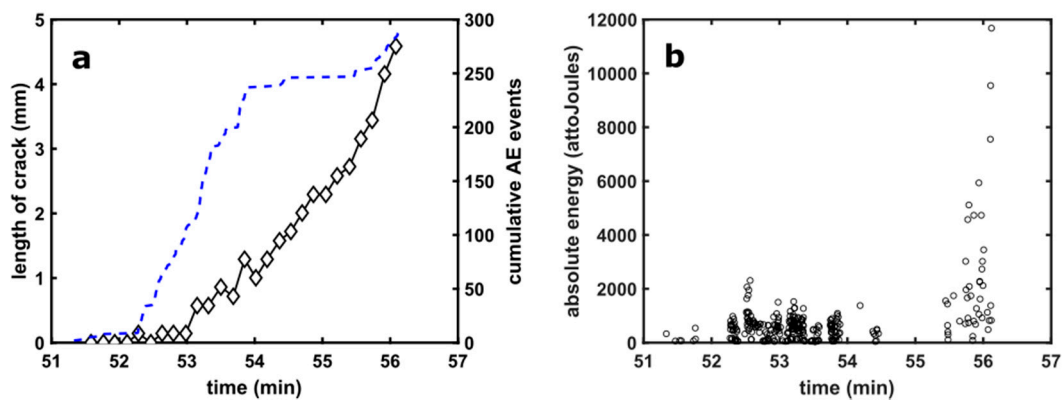 a
length of crack (mm)
5
4
3
2
1
0
300
250
200
150
100
50
0
cumulative AE events
51 52 53 54 55 56 57
time (min)
b
absolute energy (attoJoules)
12000
10000
8000
6000
4000
2000
0
51 52 53 54 55 56 57
time (min)